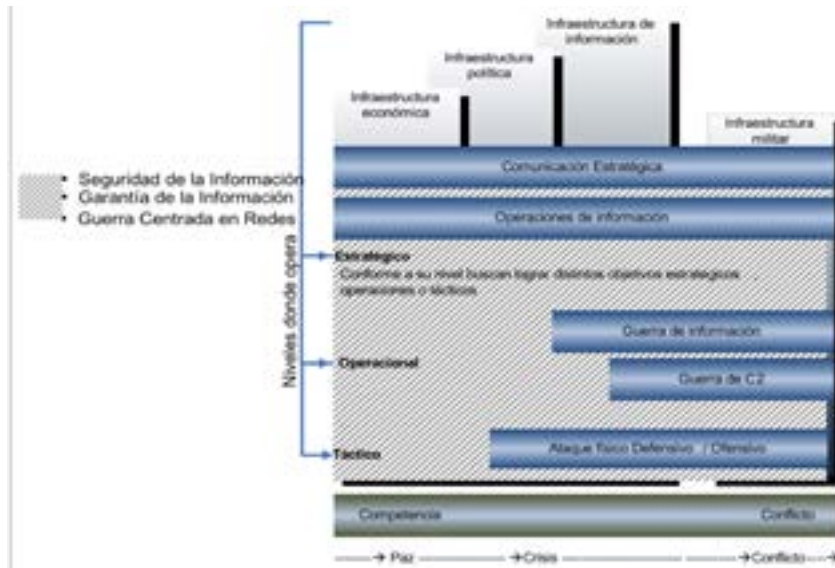 Infraestructura de
información
Infraestructura
política
Infraestructura
económica
Infraestructura
militar
Comunicación Estratégica
• Seguridad de la Información
• Garantía de la Información
• Guerra Centrada en Redes
Operaciones de información
Niveles donde opera
Estratégico
Conforme a su nivel buscan lograr distintos objetivos estratégicos
operaciones o tácticos
Guerra de información
Operacional
Guerra de C2
Táctico
Ataque físico Defensivo / Ofensivo
Competencia
Conflicto
Paz
Crisis
Conflicto